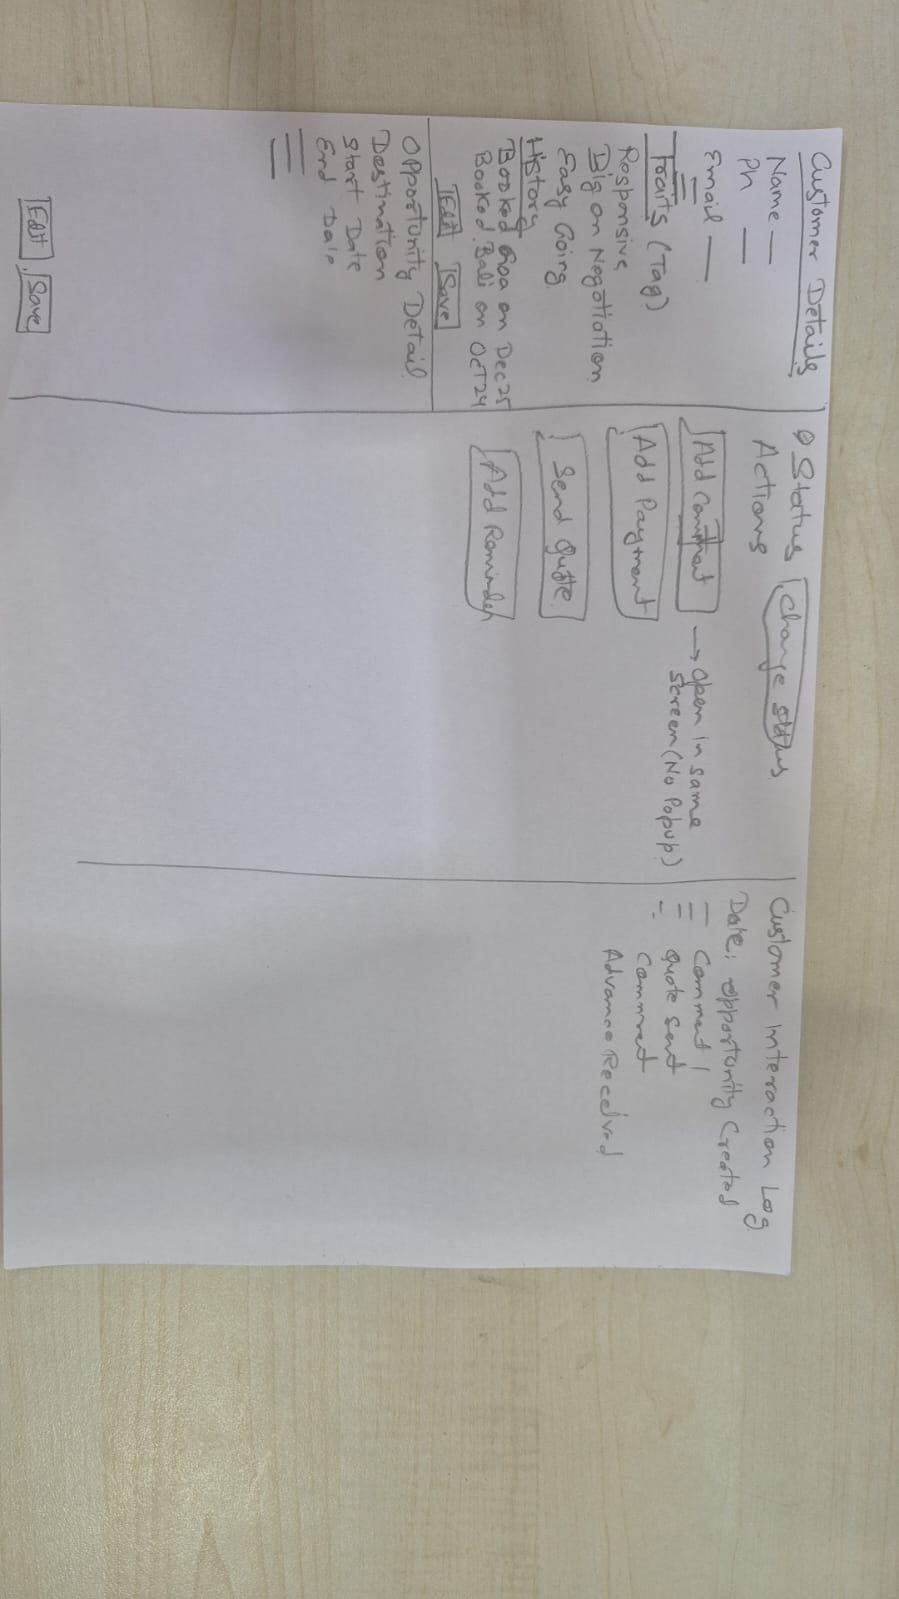 Customer Details
Name
Ph
Email
Traits (Tag)
Responsive
Big on Negotiation
Easy Going
History
Booked Goa on Dec25
Booked Bali on Oct24
Edit Save
Opportunity Detail
Destination
Start Date
End Date
Edit Save
Status Change Status
Actions
Add Comment → Open in same
Screen (No Popup)
Add Payment
Send Quote
Add Reminder
Customer Interaction Log
Date: Opportunity Created
Comment 1
Quote Sent
Comment
Advance Received